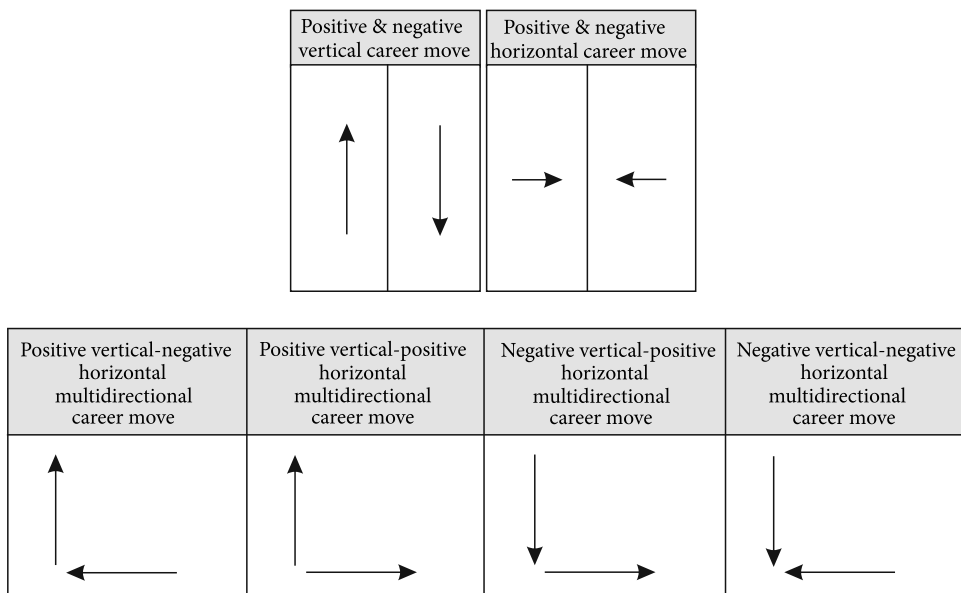 Positive & negative
vertical career move
Positive & negative
horizontal career move
Positive vertical-negative
horizontal
multidirectional
career move
Positive vertical-positive
horizontal
multidirectional
career move
Negative vertical-positive
horizontal
multidirectional
career move
Negative vertical-negative
horizontal
multidirectional
career move